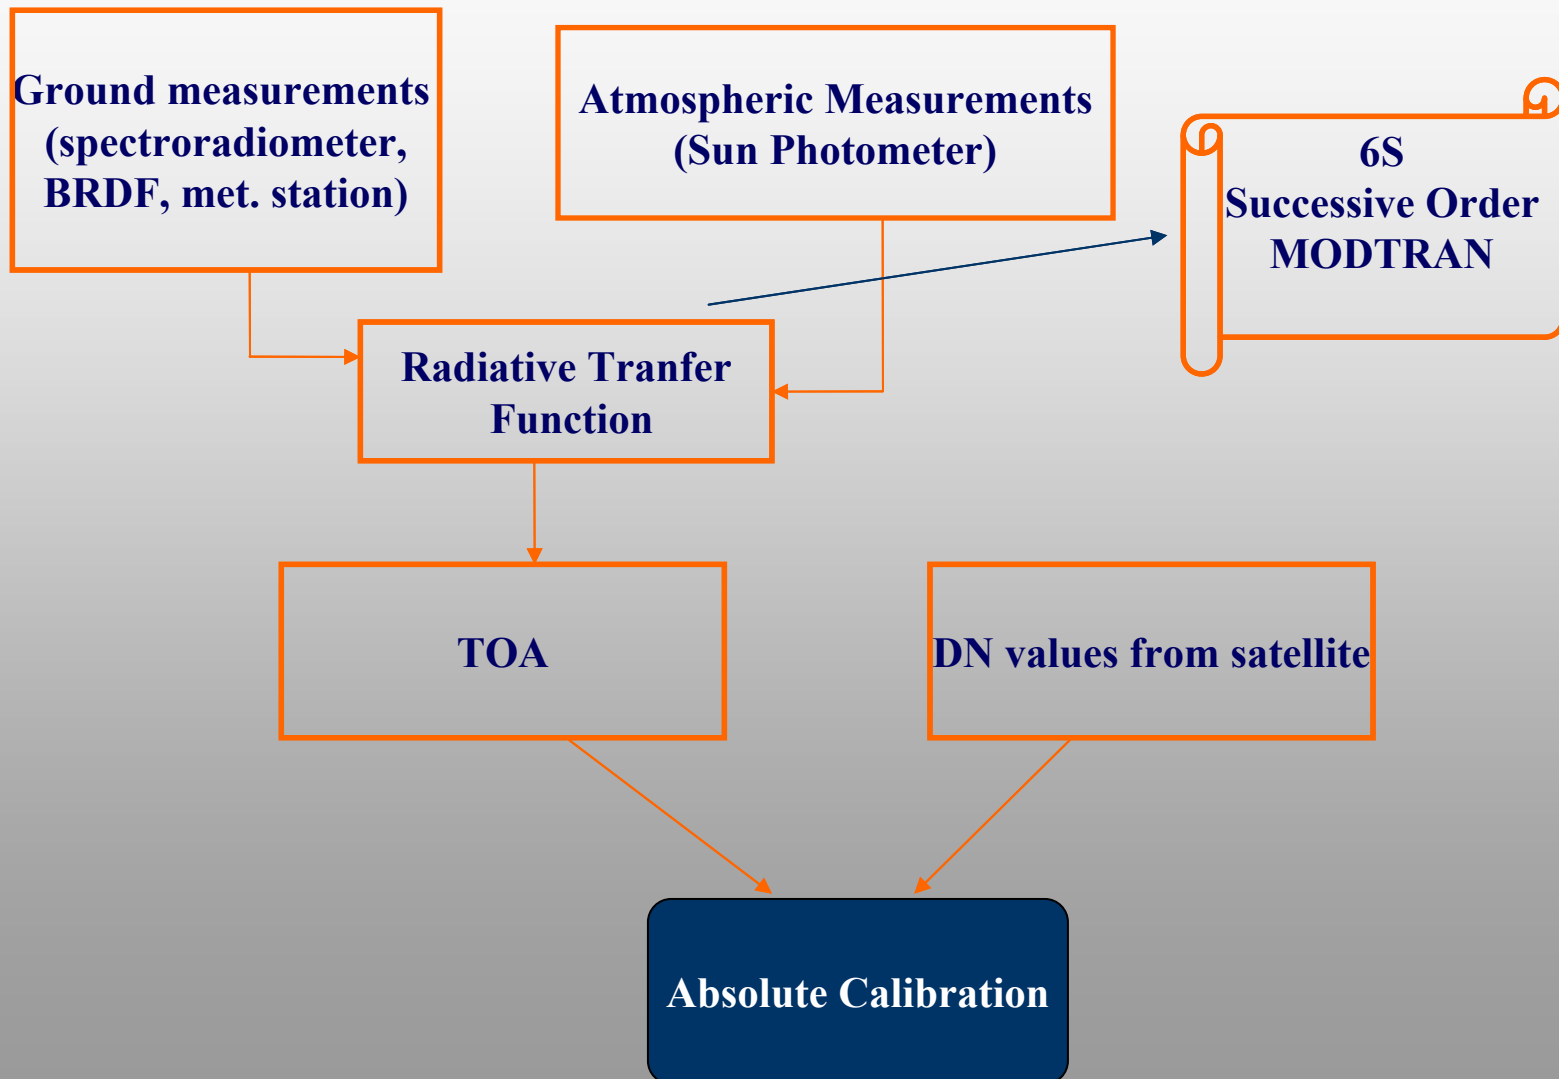 Ground measurements
(spectroradiometer,
BRDF, met. station)
Atmospheric Measurements
(Sun Photometer)
6S
Successive Order
MODTRAN
Radiative Tranfer
Function
TOA
DN values from satellite
Absolute Calibration